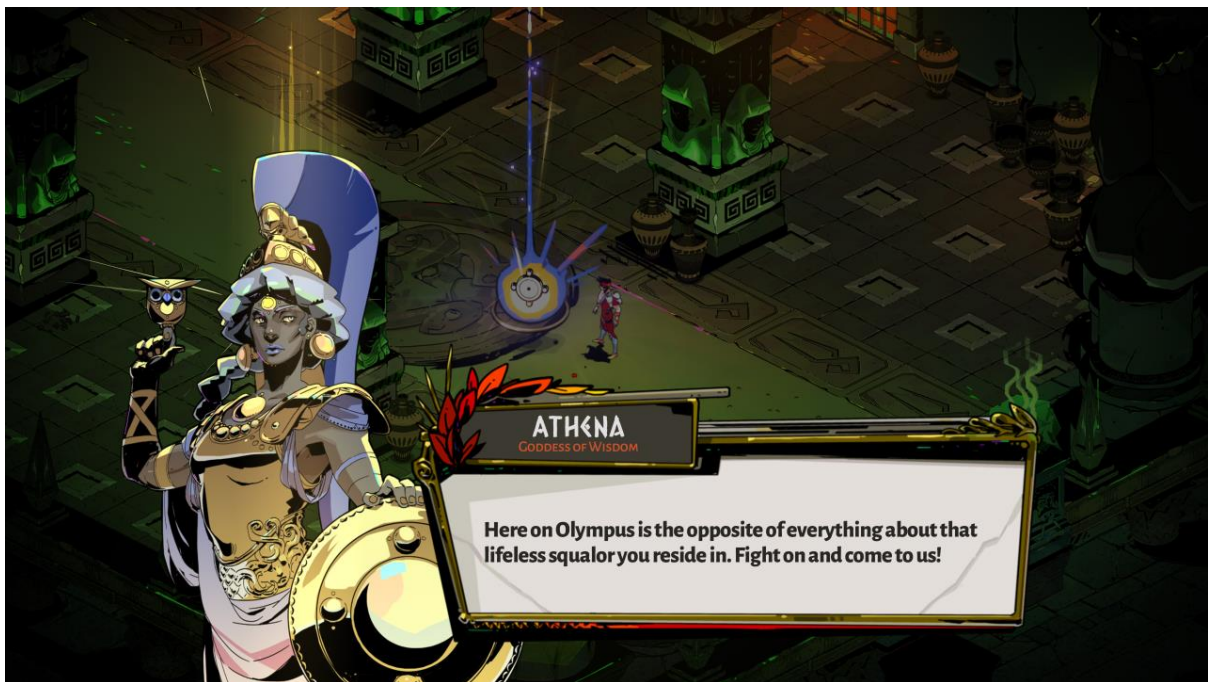 ATHENA
GODDESS OF WISDOM
Here on Olympus is the opposite of everything about that
lifeless squalor you reside in. Fight on and come to us!